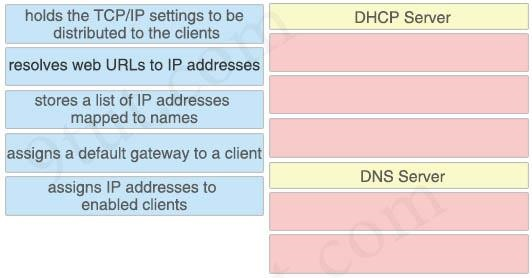 holds the TCP/IP settings to be
distributed to the clients
resolves web URLs to IP addresses
stores a list of IP addresses
mapped to names
assigns a default gateway to a client
assigns IP addresses to
enabled clients
DHCP Server
DNS Server